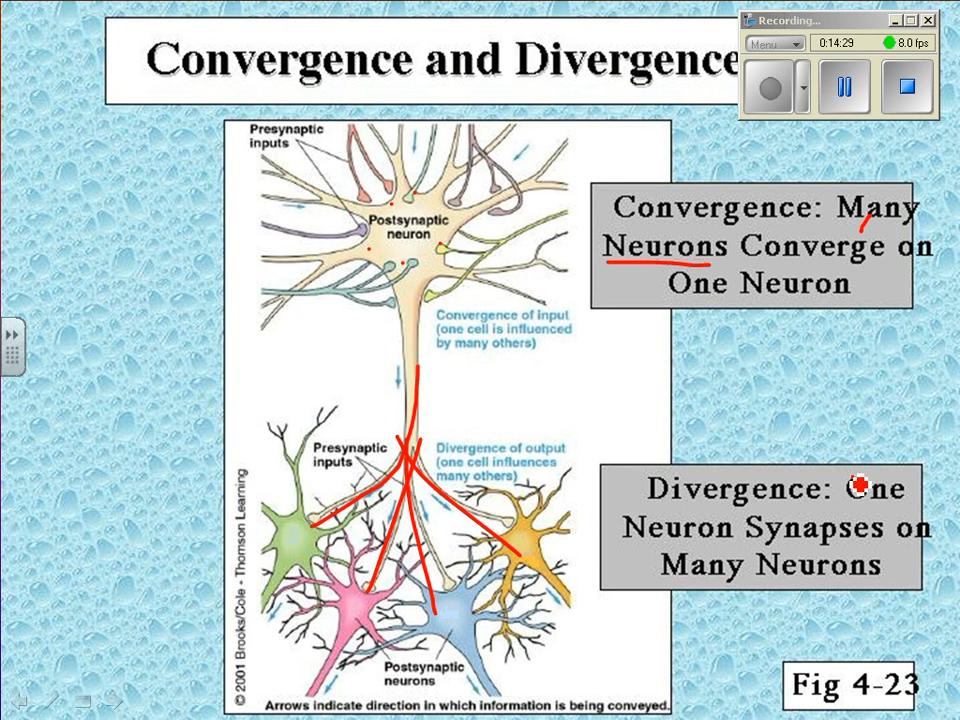 Convergence and Divergence
Recording...
Menu
0:14:29
8.0 fps
Presynaptic
inputs
Postsynaptic
neuron
Convergence of input
(one cell is influenced
by many others)
Convergence: Many
Neurons Converge on
One Neuron
Presynaptic
inputs
Divergence of output
(one cell influences
many others)
Divergence: One
Neuron Synapses on
Many Neurons
Postsynaptic
neurons
© 2001 Brooks/Cole - Thomson Learning
Arrows indicate direction in which information is being conveyed.
Fig 4-23